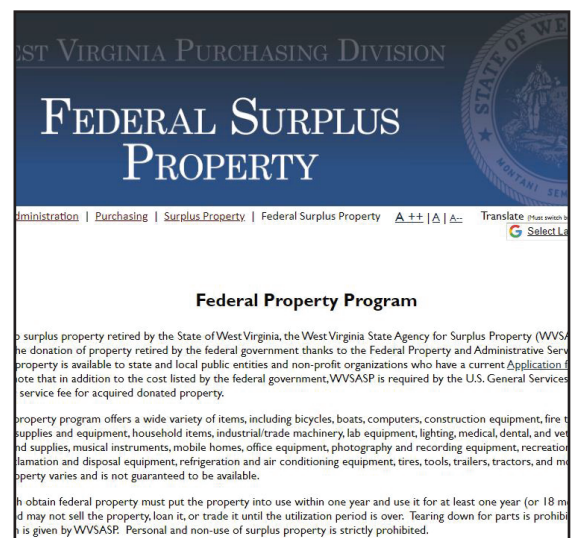 EST VIRGINIA PURCHASING DIVISION
FEDERAL SURPLUS
PROPERTY
STATE OF WE
MONTANI SEM
dministration | Purchasing | Surplus Property | Federal Surplus Property A ++ | A | A-- Translate (Must switch b
G Select La
Federal Property Program
o surplus property retired by the State of West Virginia, the West Virginia State Agency for Surplus Property (WVSA
he donation of property retired by the federal government thanks to the Federal Property and Administrative Serv
property is available to state and local public entities and non-profit organizations who have a current Application f
ote that in addition to the cost listed by the federal government, WVSASP is required by the U.S. General Services
service fee for acquired donated property.
property program offers a wide variety of items, including bicycles, boats, computers, construction equipment, fire t
supplies and equipment, household items, industrial/trade machinery, lab equipment, lighting, medical, dental, and vet
nd supplies, musical instruments, mobile homes, office equipment, photography and recording equipment, recreation
clamation and disposal equipment, refrigeration and air conditioning equipment, tires, tools, trailers, tractors, and mo
operty varies and is not guaranteed to be available.
h obtain federal property must put the property into use within one year and use it for at least one year (or 18 m
d may not sell the property, loan it, or trade it until the utilization period is over. Tearing down for parts is prohibi
n is given by WVSASP. Personal and non-use of surplus property is strictly prohibited.